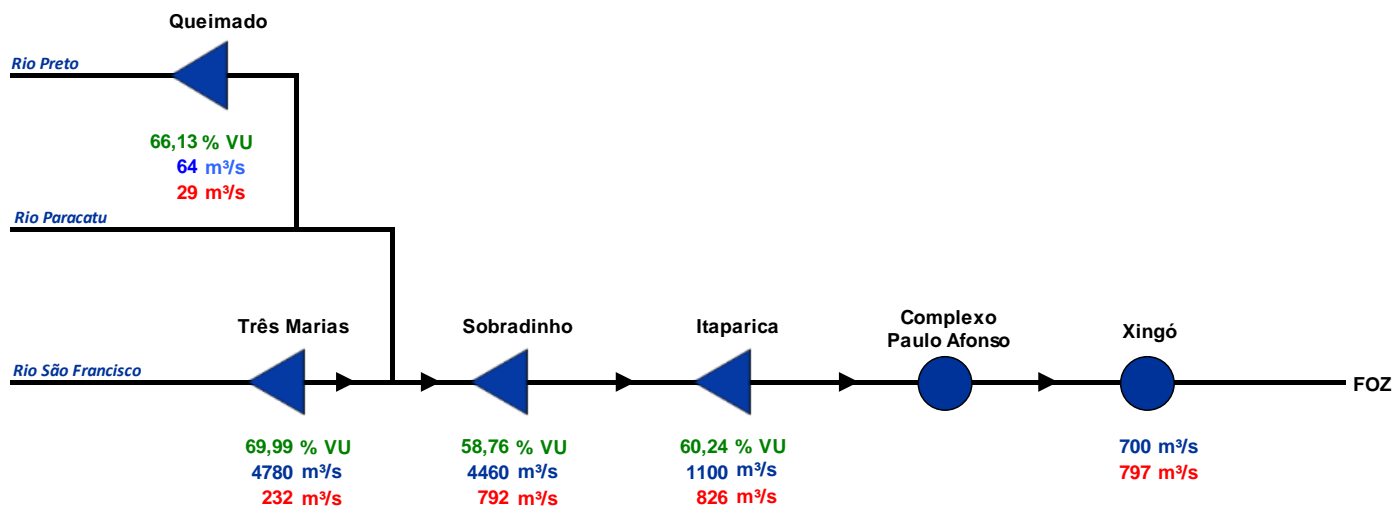 Queimado
Rio Preto
66,13 % VU
64 m³/s
29 m³/s
Rio Paracatu
Três Marias
Sobradinho
Itaparica
Complexo
Paulo Afonso
Xingó
Rio São Francisco
FOZ
69,99 % VU
4780 m³/s
232 m³/s
58,76 % VU
4460 m³/s
792 m³/s
60,24 % VU
1100 m³/s
826 m³/s
700 m³/s
797 m³/s